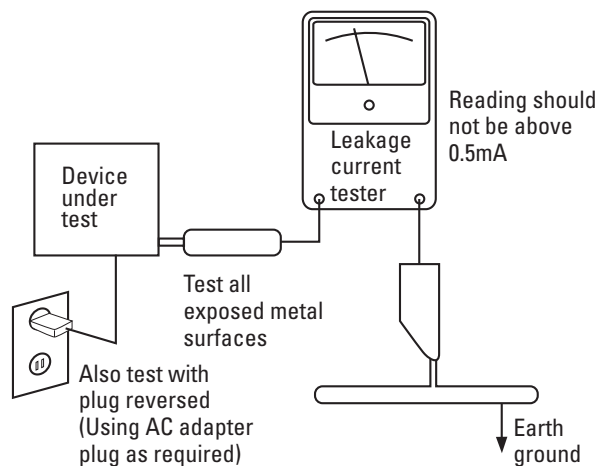 Leakage
current
tester
Reading should
not be above
0.5mA
Device
under
test
Test all
exposed metal
surfaces
Also test with
plug reversed
(Using AC adapter
plug as required)
Earth
ground